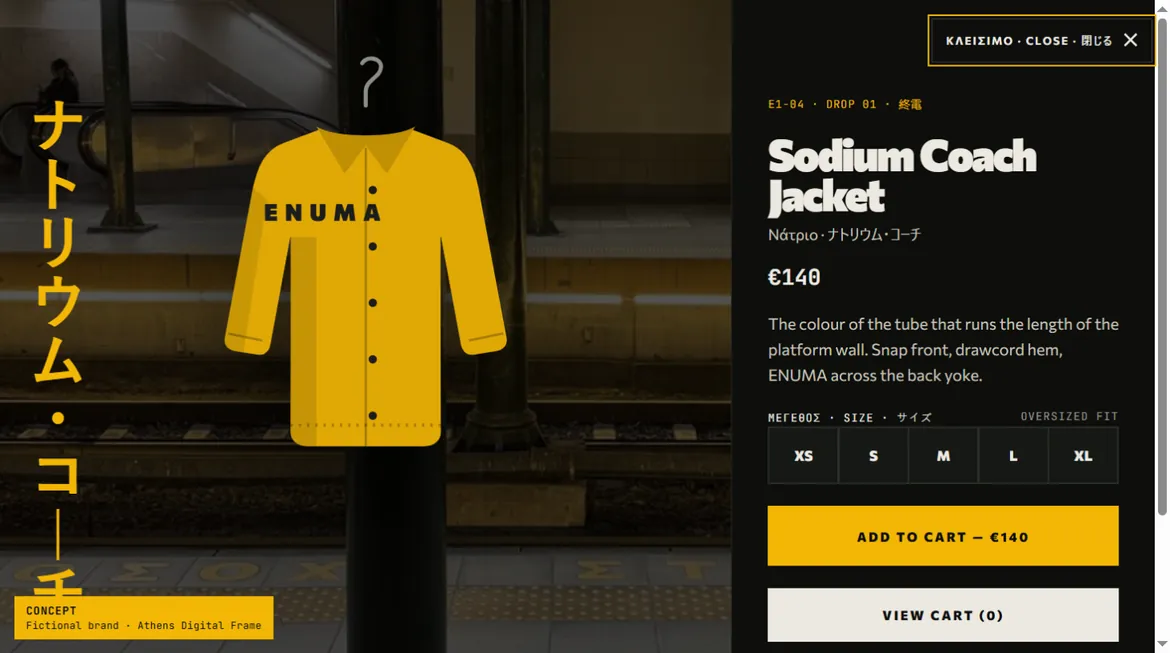 ΚΛΕΙΣΙΜΟ · CLOSE · 閉じる
ナトリウム・コーチ
ENUMA
CONCEPT
Fictional brand · Athens Digital Frame
E1-04 · DROP 01 · 終電
Sodium Coach
Jacket
Νάτριο · ナトリウム・コーチ
€140
The colour of the tube that runs the length of the
platform wall. Snap front, drawcord hem,
ENUMA across the back yoke.
ΜΕΓΕΘΟΣ · SIZE · サイズ
OVERSIZED FIT
XS S M L XL
ADD TO CART — €140
VIEW CART (0)